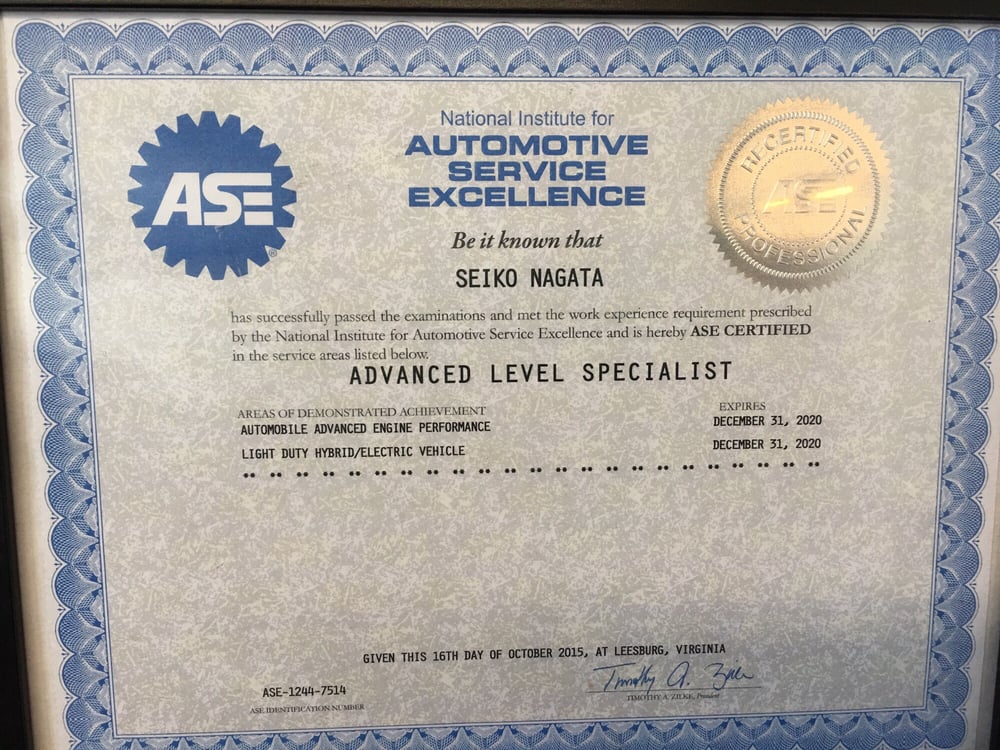 ASE
®
National Institute for
AUTOMOTIVE
SERVICE
EXCELLENCE
CERTIFIED
ASE
PROFESSIONAL
Be it known that
SEIKO NAGATA
has successfully passed the examinations and met the work experience requirement prescribed
by the National Institute for Automotive Service Excellence and is hereby ASE CERTIFIED
in the service areas listed below.
ADVANCED LEVEL SPECIALIST
AREAS OF DEMONSTRATED ACHIEVEMENT EXPIRES
AUTOMOBILE ADVANCED ENGINE PERFORMANCE DECEMBER 31, 2020
LIGHT DUTY HYBRID/ELECTRIC VEHICLE DECEMBER 31, 2020
GIVEN THIS 16TH DAY OF OCTOBER 2015, AT LEESBURG, VIRGINIA
Timothy A. Zilke
TIMOTHY A. ZILKE, President
ASE-1244-7514
ASE IDENTIFICATION NUMBER